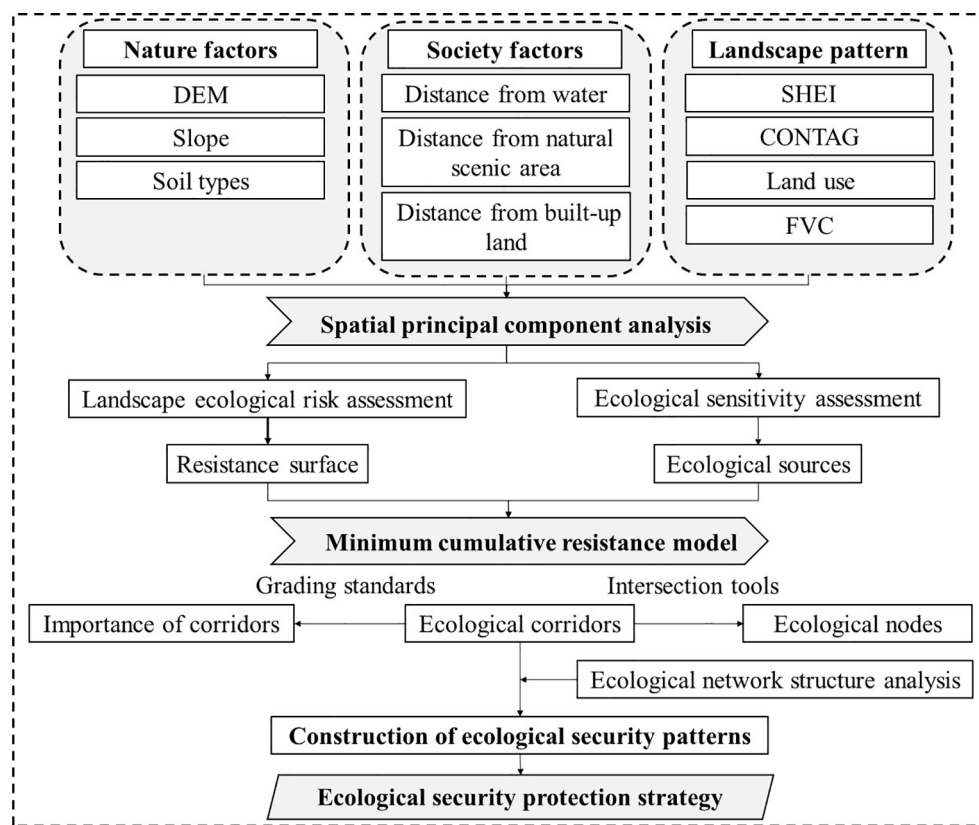 Nature factors
DEM
Slope
Soil types
Society factors
Distance from water
Distance from natural
scenic area
Distance from built-up
land
Landscape pattern
SHEI
CONTAG
Land use
FVC
Spatial principal component analysis
Landscape ecological risk assessment
Ecological sensitivity assessment
Resistance surface
Ecological sources
Minimum cumulative resistance model
Grading standards
Intersection tools
Importance of corridors
Ecological corridors
Ecological nodes
Ecological network structure analysis
Construction of ecological security patterns
Ecological security protection strategy